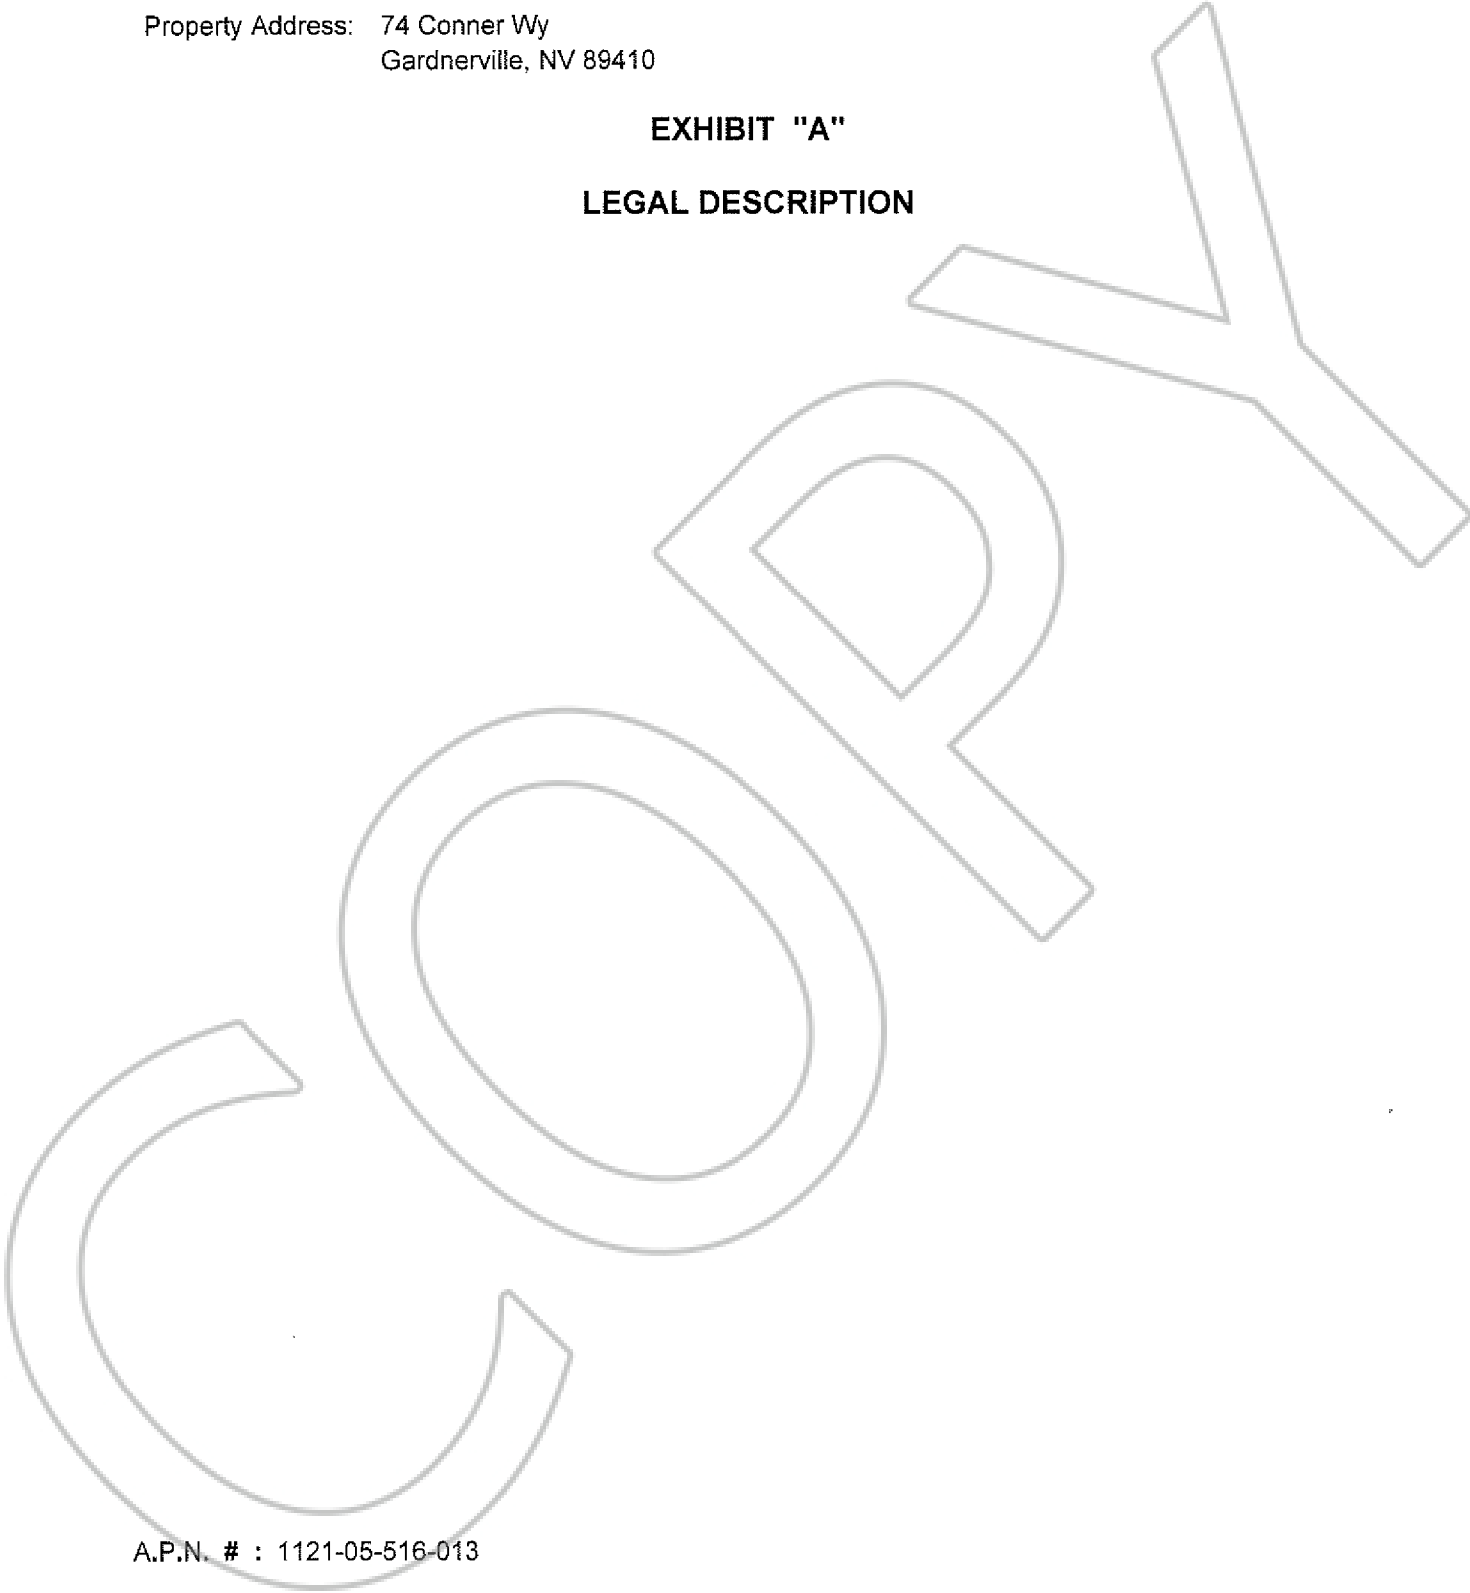 Property Address: 74 Conner Wy
Gardnerville, NV 89410
EXHIBIT "A"
LEGAL DESCRIPTION
COPY
A.P.N. # : 1121-05-516-013